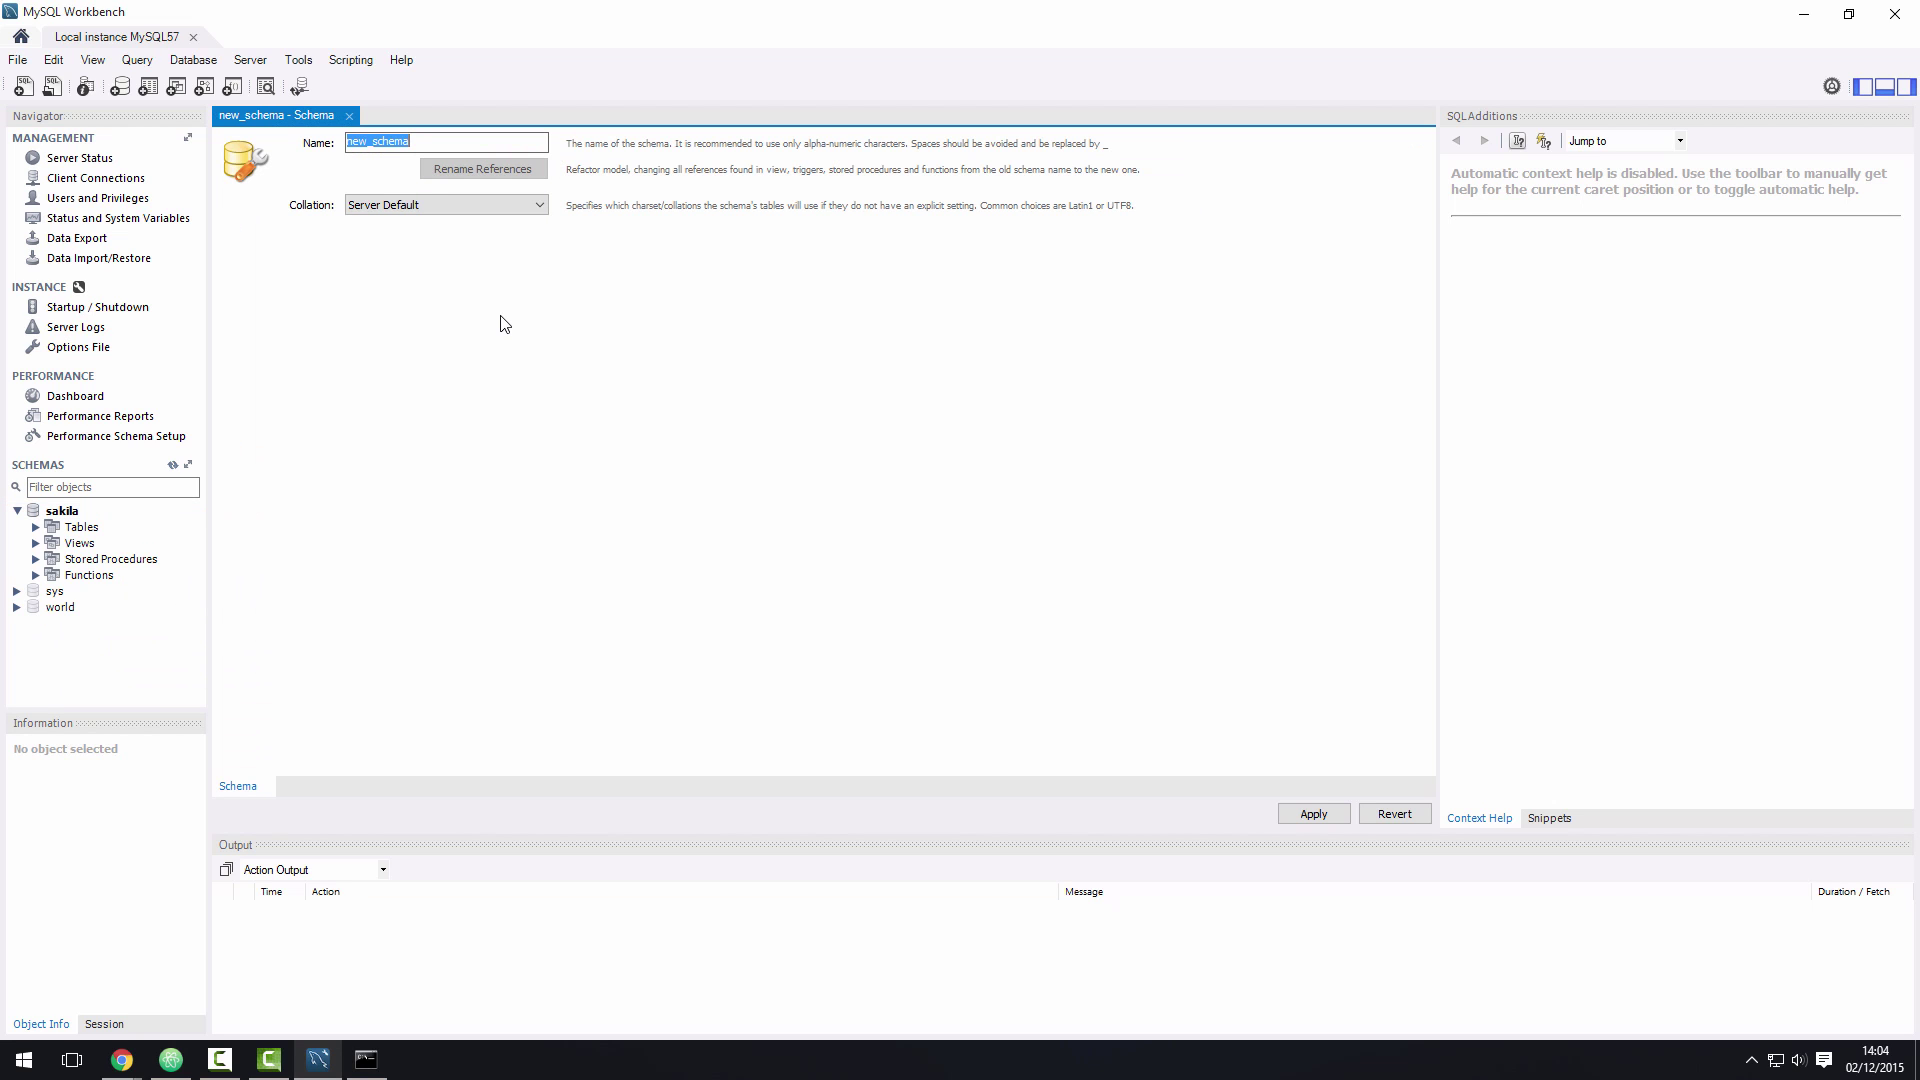 MySQL Workbench
Local instance MySQL57
File Edit View Query Database Server Tools Scripting Help
Navigator
MANAGEMENT
Server Status
Client Connections
Users and Privileges
Status and System Variables
Data Export
Data Import/Restore
INSTANCE
Startup / Shutdown
Server Logs
Options File
PERFORMANCE
Dashboard
Performance Reports
Performance Schema Setup
SCHEMAS
Filter objects
sakila
Tables
Views
Stored Procedures
Functions
sys
world
Information
No object selected
Object Info Session
new_schema - Schema
Name: new_schema The name of the schema. It is recommended to use only alpha-numeric characters. Spaces should be avoided and be replaced by _
Rename References Refactor model, changing all references found in view, triggers, stored procedures and functions from the old schema name to the new one.
Collation: Server Default Specifies which charset/collations the schema's tables will use if they do not have an explicit setting. Common choices are Latin1 or UTF8.
Schema
Apply Revert
Output
Action Output
Time Action Message Duration / Fetch
SQLAdditions
Jump to
Automatic context help is disabled. Use the toolbar to manually get
help for the current caret position or to toggle automatic help.
Context Help Snippets
14:04
02/12/2015